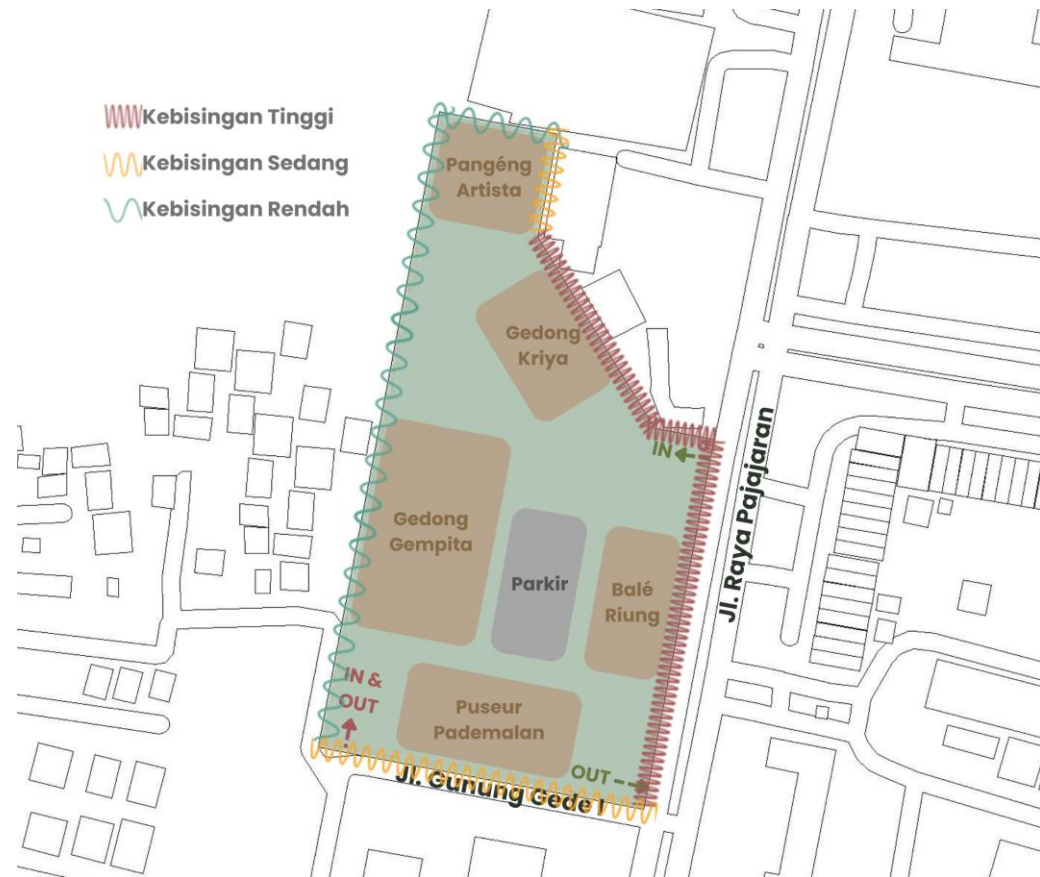 Kebisingan Tinggi
Kebisingan Sedang
Kebisingan Rendah
Pangéng
Artista
Gedong
Kriya
IN
Gedong
Gempita
Parkir
Balé
Riung
Jl. Raya Pajajaran
IN &
OUT
Puseur
Pademalan
OUT
Jl. Gunung Gede I